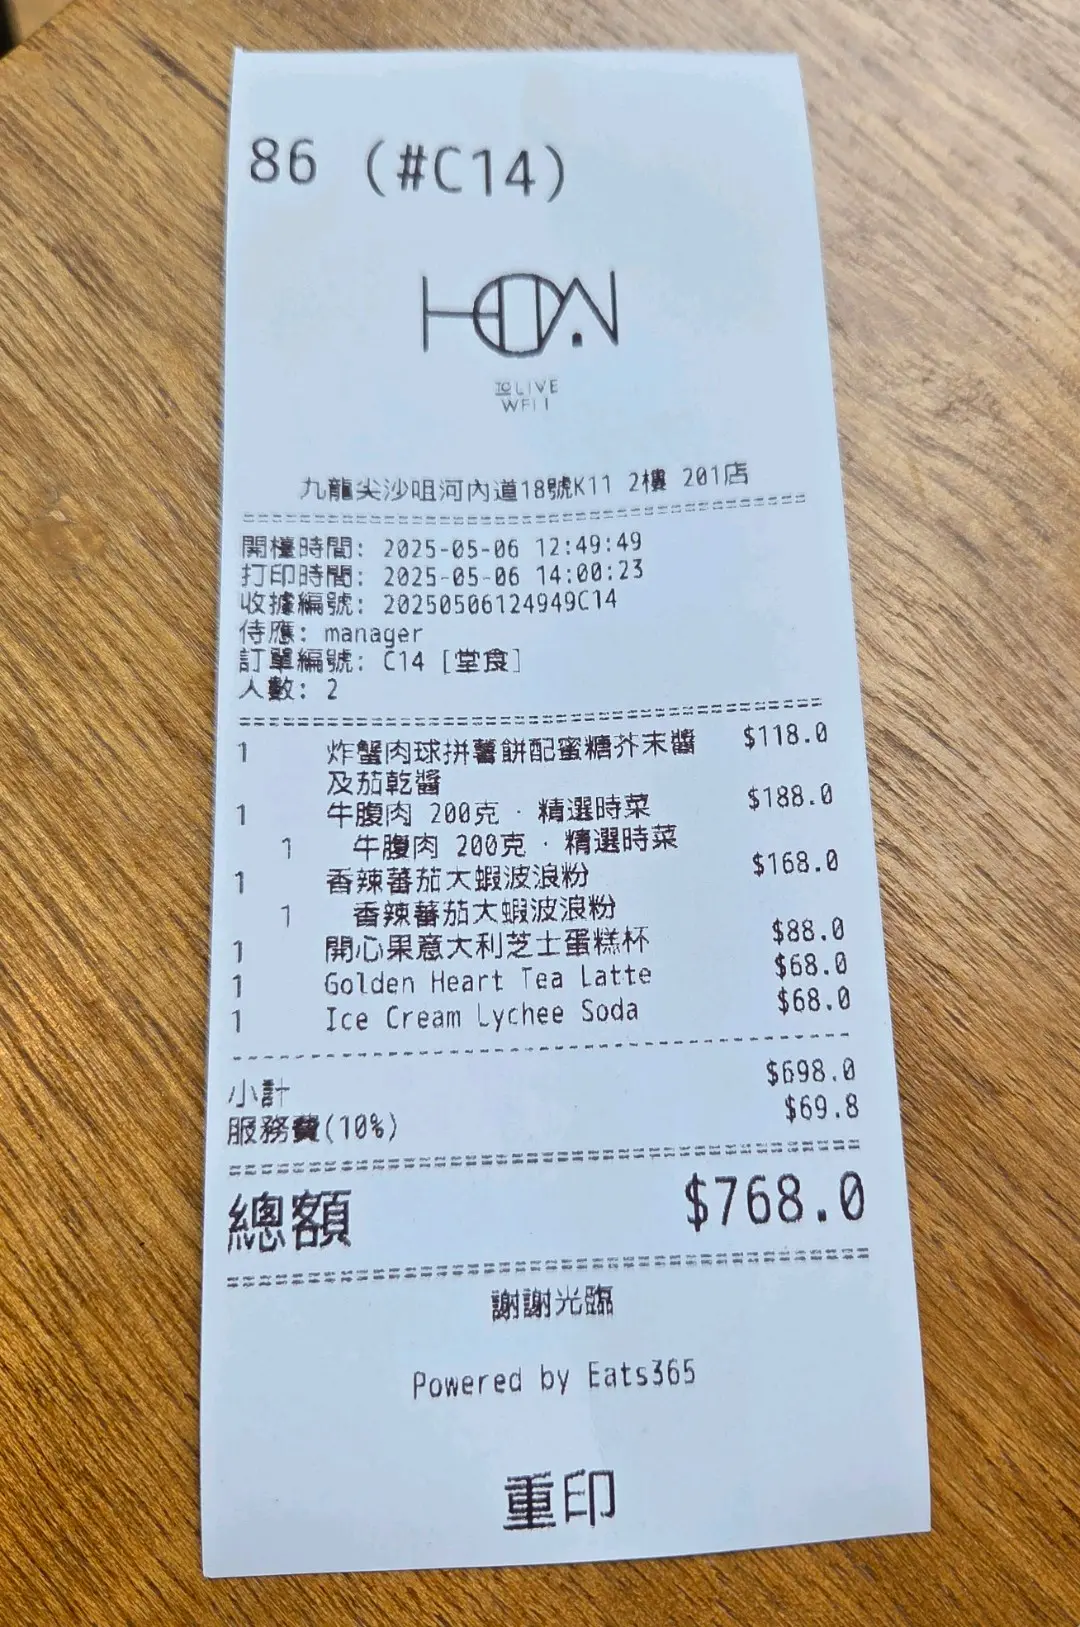 86 (#C14)
HOW
TO LIVE
WELL
九龍尖沙咀河內道18號K11 2樓 201店
開檯時間: 2025-05-06 12:49:49
打印時間: 2025-05-06 14:00:23
收據編號: 20250506124949C14
侍應: manager
訂單編號: C14 [堂食]
人數: 2
1 炸蟹肉球拼薯餅配蜜糖芥末醬 $118.0
及茄乾醬
1 牛腹肉 200克 · 精選時菜 $188.0
1 牛腹肉 200克 · 精選時菜
1 香辣蕃茄大蝦波浪粉 $168.0
1 香辣蕃茄大蝦波浪粉
1 開心果意大利芝士蛋糕杯 $88.0
1 Golden Heart Tea Latte $68.0
1 Ice Cream Lychee Soda $68.0
小計 $698.0
服務費(10%) $69.8
總額 $768.0
謝謝光臨
Powered by Eats365
重印